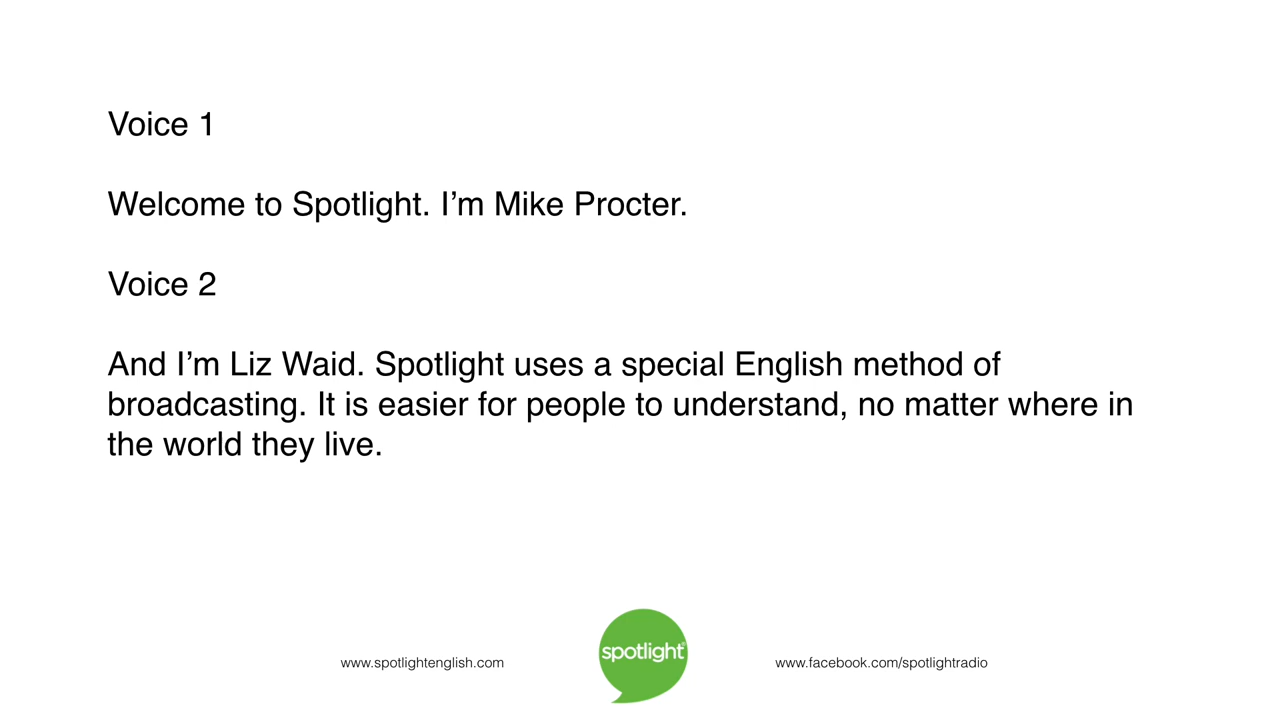 Voice 1
Welcome to Spotlight. I’m Mike Procter.
Voice 2
And I’m Liz Waid. Spotlight uses a special English method of
broadcasting. It is easier for people to understand, no matter where in
the world they live.
www.spotlightenglish.com
spotlight®
www.facebook.com/spotlightradio